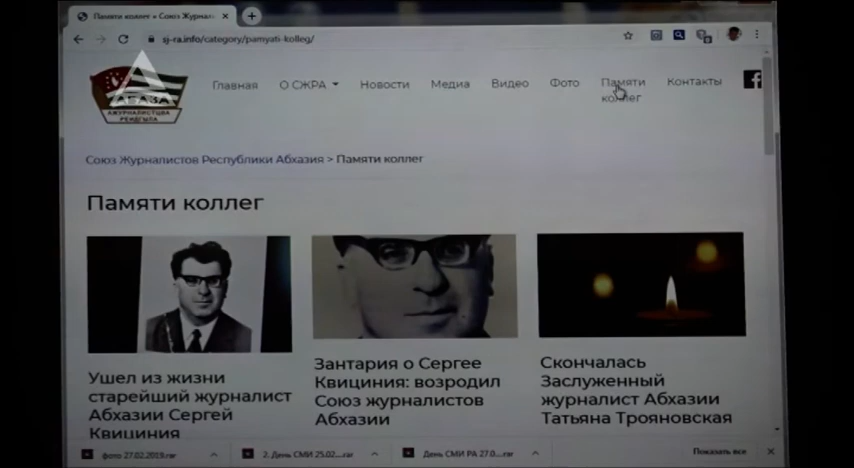 Памяти коллег « Союз Журнал
sj-ra.info/category/pamyati-kolleg/
АБАЗА
АЖУРНАЛИСТЦӘА
РЕИДГЫЛА
Главная О СЖРА Новости Медиа Видео Фото Памяти коллег Контакты
Союз Журналистов Республики Абхазия > Памяти коллег
Памяти коллег
Ушел из жизни
старейший журналист
Абхазии Сергей
Квициния
Зантария о Сергее
Квициния: возродил
Союз журналистов
Абхазии
Скончалась
Заслуженный
журналист Абхазии
Татьяна Трояновская
фото 27.02.2019.rar
2. День СМИ 25.02....rar
День СМИ РА 27.0....rar
Показать все